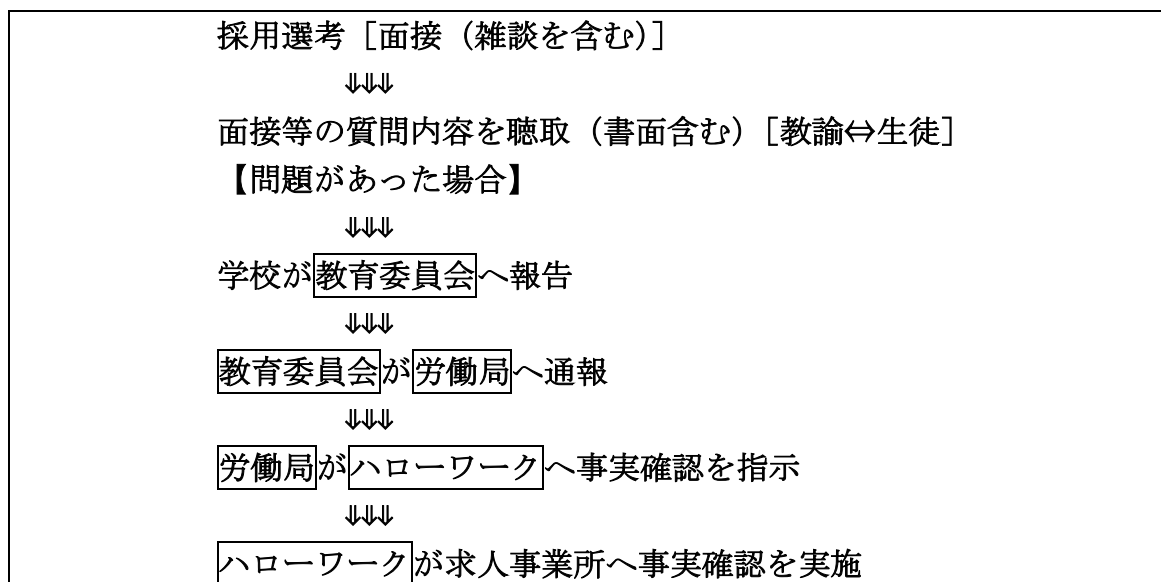 採用選考［面接（雑談を含む）］
⇓⇓⇓
面接等の質問内容を聴取（書面含む）［教諭⇔生徒］
【問題があった場合】
⇓⇓⇓
学校が教育委員会へ報告
⇓⇓⇓
教育委員会が労働局へ通報
⇓⇓⇓
労働局がハローワークへ事実確認を指示
⇓⇓⇓
ハローワークが求人事業所へ事実確認を実施